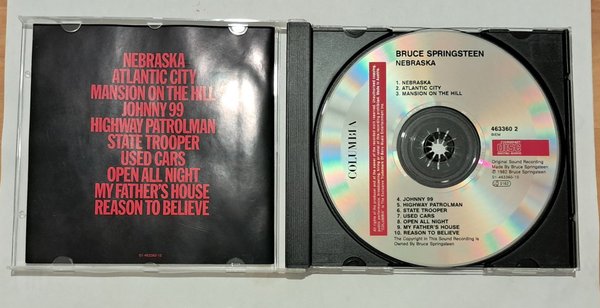 NEBRASKA
ATLANTIC CITY
MANSION ON THE HILL
JOHNNY 99
HIGHWAY PATROLMAN
STATE TROOPER
USED CARS
OPEN ALL NIGHT
MY FATHER'S HOUSE
REASON TO BELIEVE
BRUCE SPRINGSTEEN
NEBRASKA
1. NEBRASKA
2. ATLANTIC CITY
3. MANSION ON THE HILL
463360 2
COLUMBIA
COMPACT
DIGITAL AUDIO
Original Sound Recording
Made By Bruce Springsteen
℗ 1982 Bruce Springsteen
4. JOHNNY 99
5. HIGHWAY PATROLMAN
6. STATE TROOPER
7. USED CARS
8. OPEN ALL NIGHT
9. MY FATHER'S HOUSE
10. REASON TO BELIEVE
The Copyright in This Sound Recording is
Owned By Bruce Springsteen